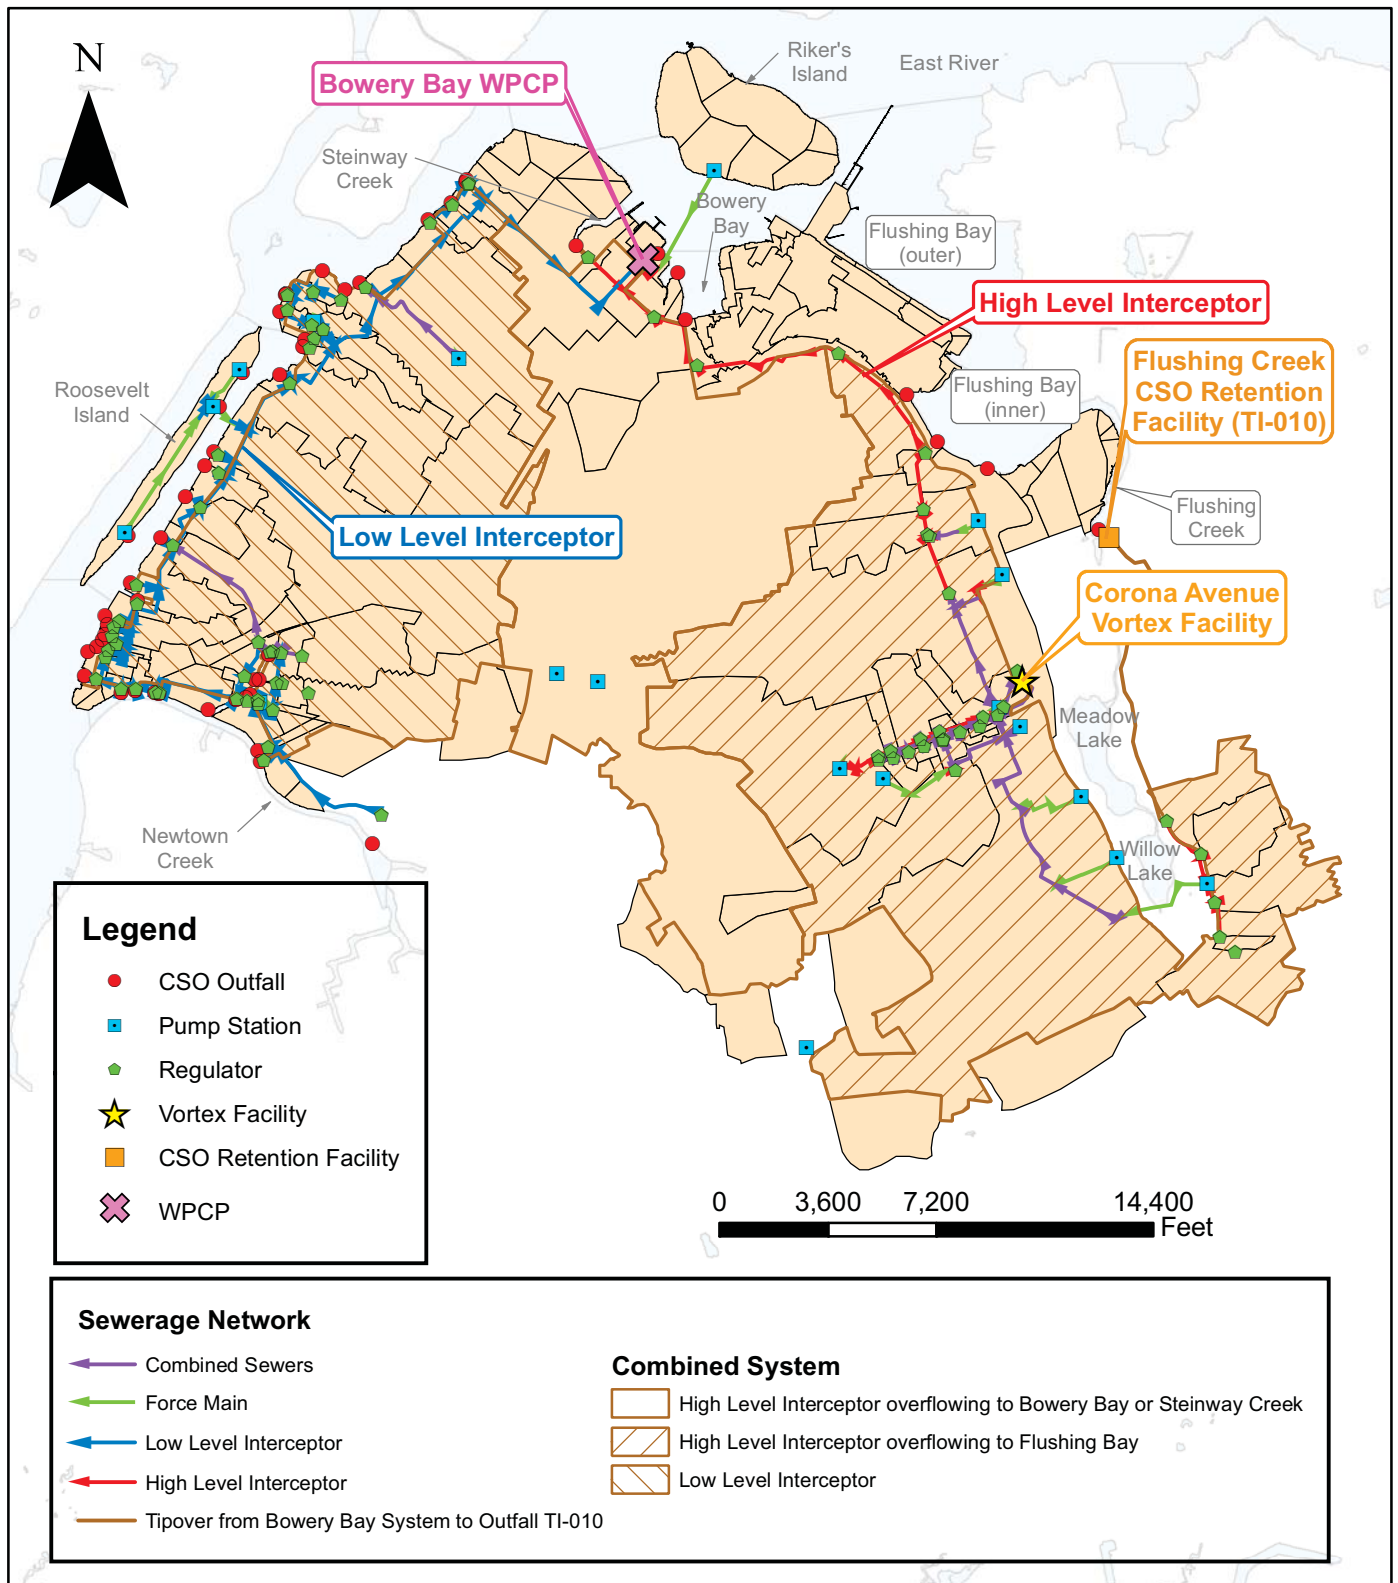 N
Bowery Bay WPCP
Riker's
Island
East River
Steinway
Creek
Bowery
Bay
Flushing Bay
(outer)
High Level Interceptor
Flushing Creek
CSO Retention
Facility (TI-010)
Roosevelt
Island
Flushing Bay
(inner)
Flushing
Creek
Low Level Interceptor
Corona Avenue
Vortex Facility
Meadow
Lake
Newtown
Creek
Willow
Lake
Legend
CSO Outfall
Pump Station
Regulator
Vortex Facility
CSO Retention Facility
WPCP
0 3,600 7,200 14,400
Feet
Sewerage Network
Combined Sewers
Force Main
Low Level Interceptor
High Level Interceptor
Tipover from Bowery Bay System to Outfall TI-010
Combined System
High Level Interceptor overflowing to Bowery Bay or Steinway Creek
High Level Interceptor overflowing to Flushing Bay
Low Level Interceptor